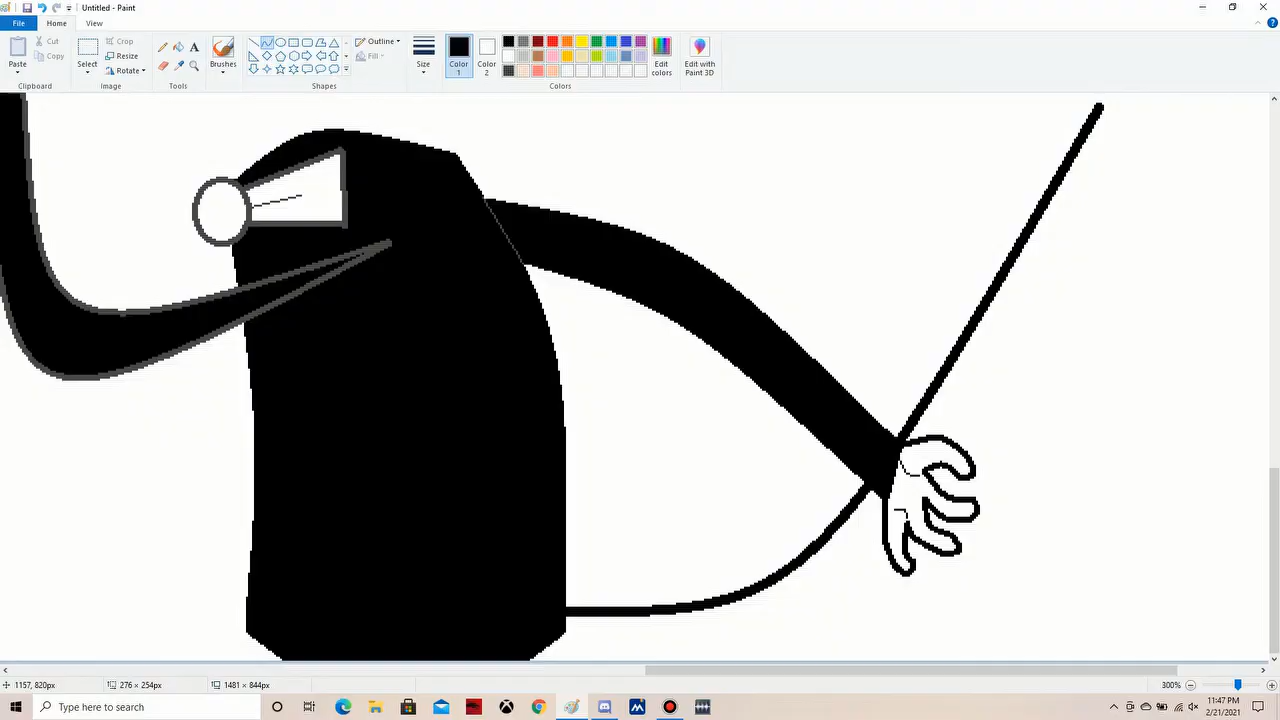 Untitled - Paint
File Home View
Paste
Cut
Copy
Clipboard
Select
Crop
Resize
Rotate
Image
A
Tools
Brushes
Outline
Fill
Shapes
Size
Color 1
Color 2
Edit colors
Edit with Paint 3D
Colors
1157, 820px
276 × 254px
1481 × 844px
300%
Type here to search
11:47 PM
2/21/2021